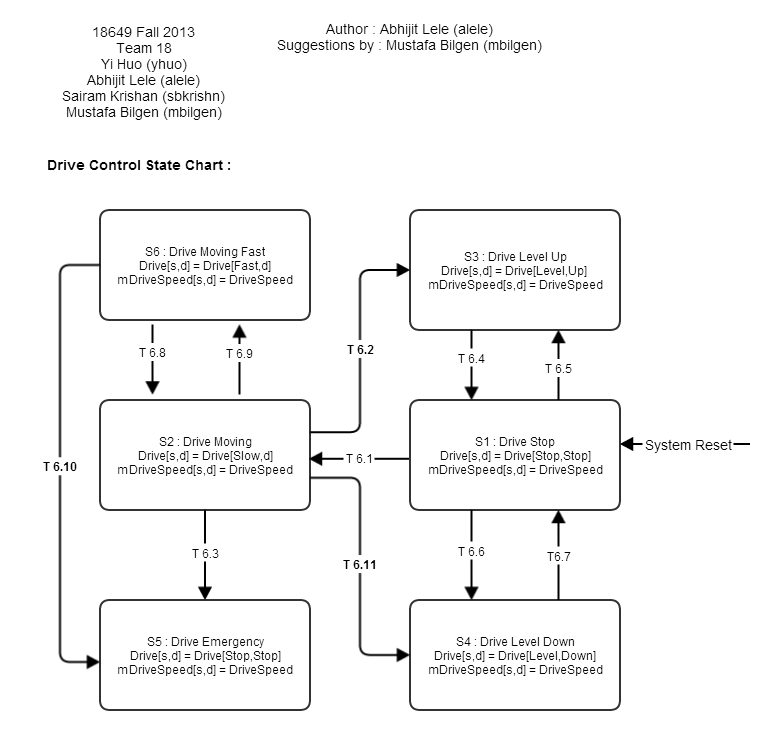 18649 Fall 2013
Team 18
Yi Huo (yhuo)
Abhijit Lele (alele)
Sairam Krishan (sbkrishn)
Mustafa Bilgen (mbilgen)
Author : Abhijit Lele (alele)
Suggestions by : Mustafa Bilgen (mbilgen)
Drive Control State Chart :
S6 : Drive Moving Fast
Drive[s,d] = Drive[Fast,d]
mDriveSpeed[s,d] = DriveSpeed
S3 : Drive Level Up
Drive[s,d] = Drive[Level,Up]
mDriveSpeed[s,d] = DriveSpeed
T 6.8
T 6.9
T 6.2
T 6.4
T 6.5
S2 : Drive Moving
Drive[s,d] = Drive[Slow,d]
mDriveSpeed[s,d] = DriveSpeed
T 6.1
S1 : Drive Stop
Drive[s,d] = Drive[Stop,Stop]
mDriveSpeed[s,d] = DriveSpeed
System Reset
T 6.10
T 6.3
T 6.11
T 6.6
T6.7
S5 : Drive Emergency
Drive[s,d] = Drive[Stop,Stop]
mDriveSpeed[s,d] = DriveSpeed
S4 : Drive Level Down
Drive[s,d] = Drive[Level,Down]
mDriveSpeed[s,d] = DriveSpeed